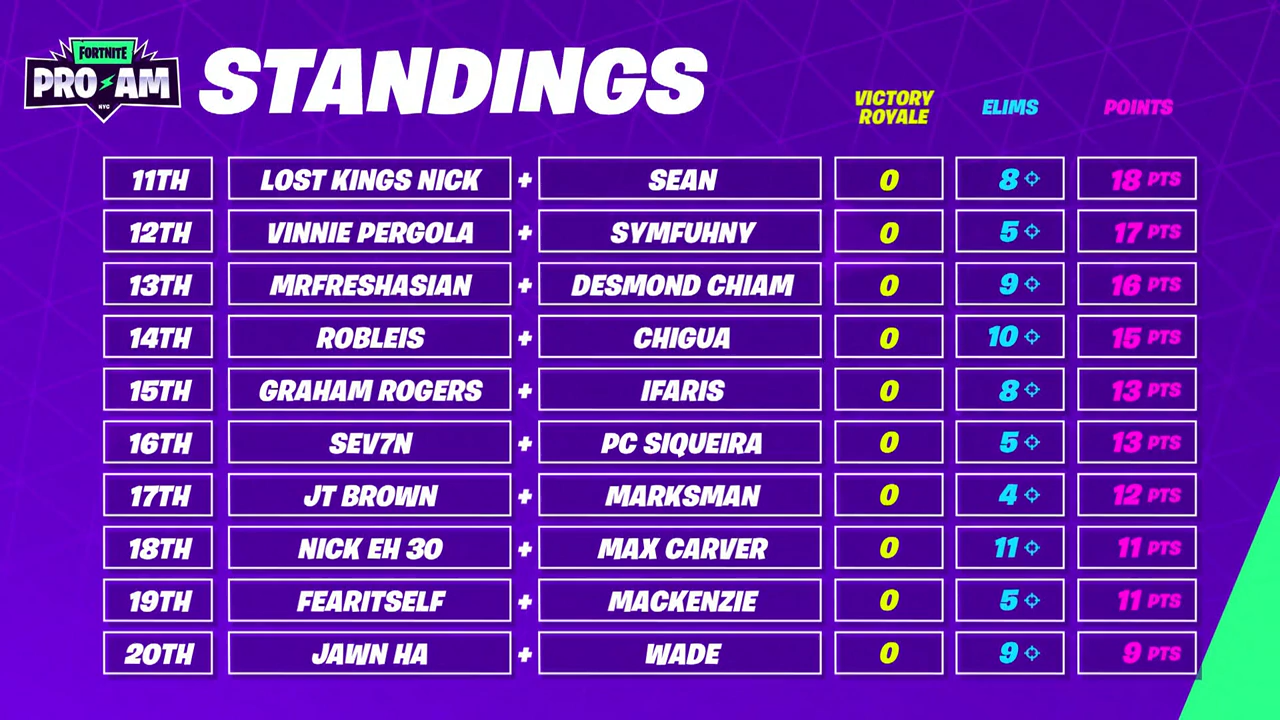 FORTNITE
PRO AM
NYC
STANDINGS
VICTORY
ROYALE
ELIMS
POINTS
11TH LOST KINGS NICK + SEAN 0 8 18 PTS
12TH VINNIE PERGOLA + SYMFUHNY 0 5 17 PTS
13TH MRFRESHASIAN + DESMOND CHIAM 0 9 16 PTS
14TH ROBLEIS + CHIGUA 0 10 15 PTS
15TH GRAHAM ROGERS + IFARIS 0 8 13 PTS
16TH SEV7N + PC SIQUEIRA 0 5 13 PTS
17TH JT BROWN + MARKSMAN 0 4 12 PTS
18TH NICK EH 30 + MAX CARVER 0 11 11 PTS
19TH FEARITSELF + MACKENZIE 0 5 11 PTS
20TH JAWN HA + WADE 0 9 9 PTS